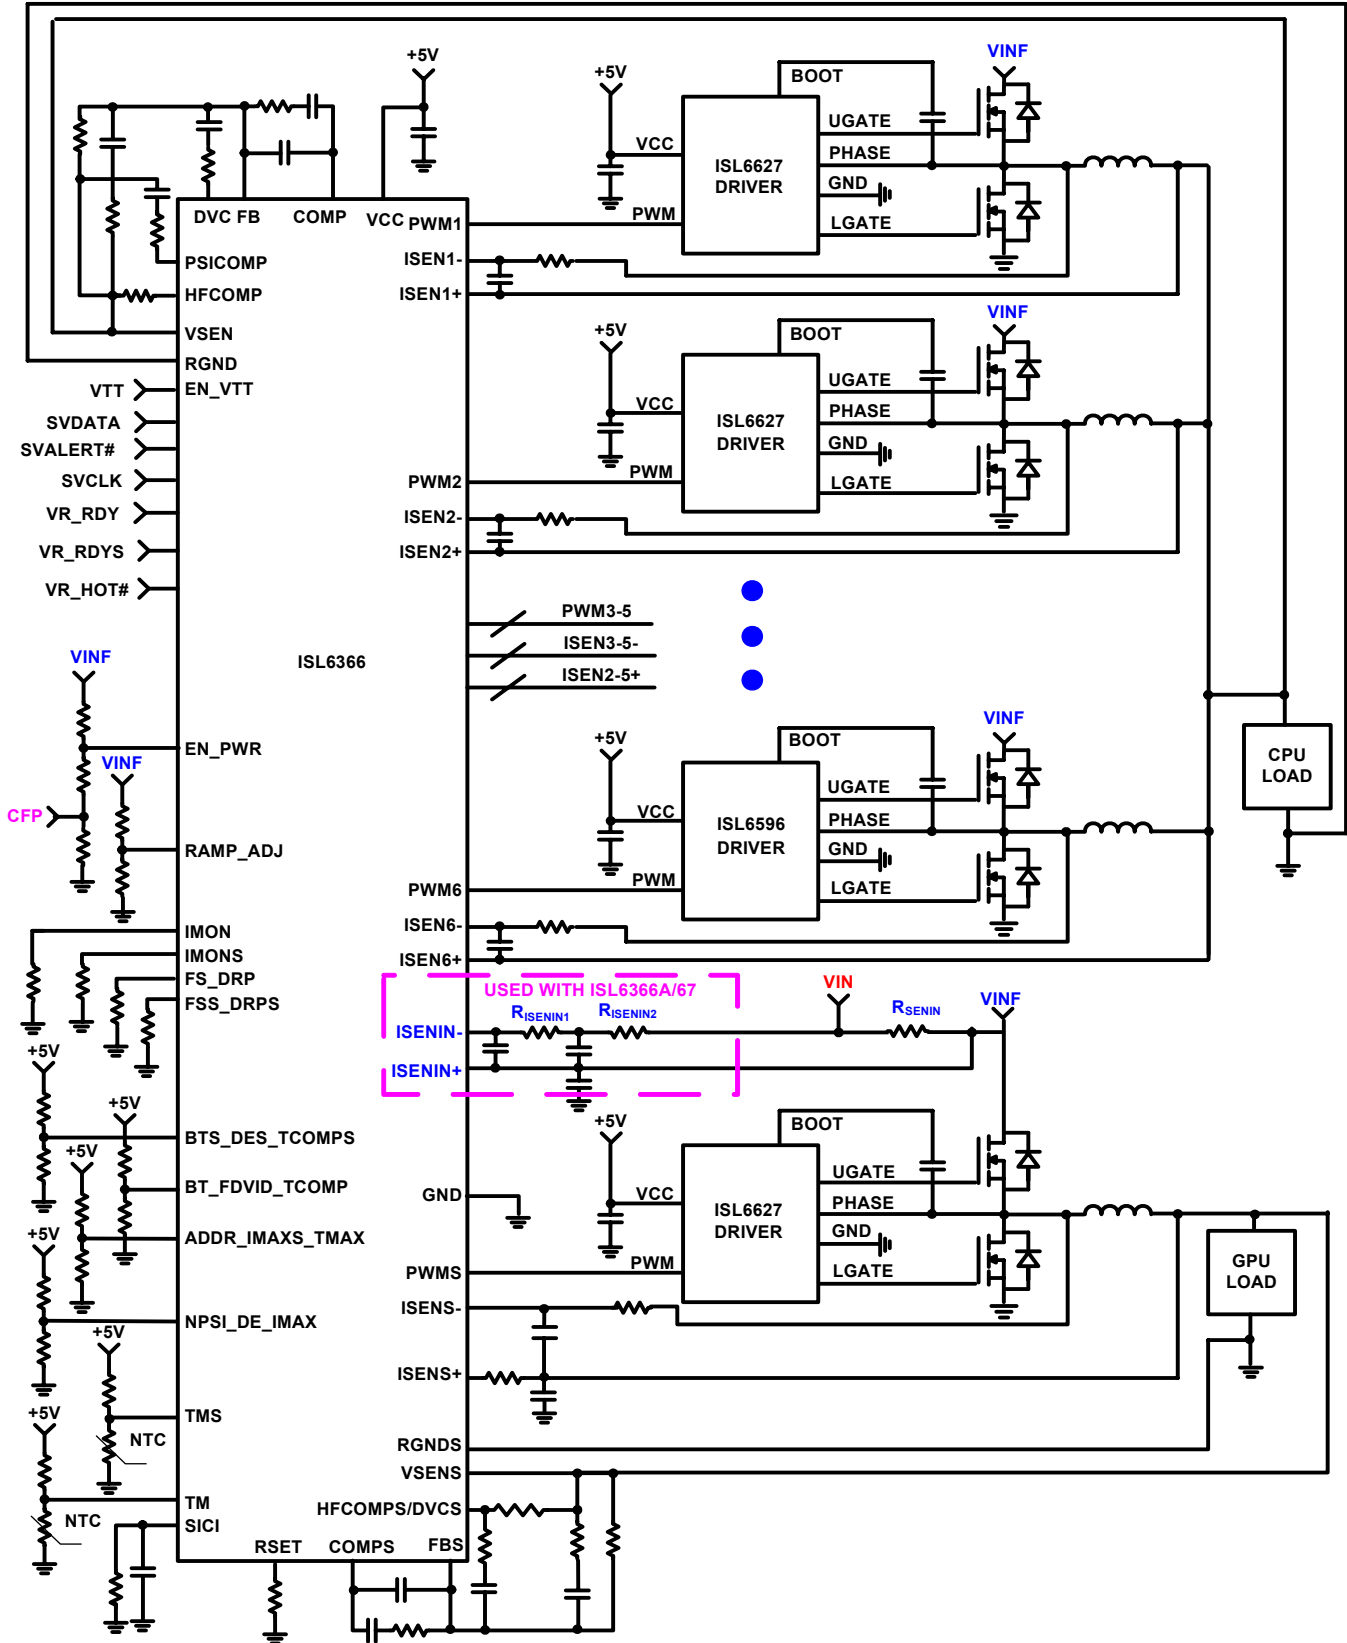 +5V
DVC FB COMP VCC
PWM1
PSICOMP
HFCOMP
VSEN
RGND
VTT EN_VTT
SVDATA
SVALERT#
SVCLK
VR_RDY
VR_RDYS
VR_HOT#
ISL6366
VINF
EN_PWR
VINF
CFP
RAMP_ADJ
IMON
IMONS
FS_DRP
FSS_DRPS
+5V
+5V
BTS_DES_TCOMPS
+5V
BT_FDVID_TCOMP
ADDR_IMAXS_TMAX
+5V
NPSI_DE_IMAX
+5V
TMS
NTC
+5V
TM
NTC
SICI
RSET COMPS FBS
ISEN1-
ISEN1+
+5V
BOOT
VINF
VCC
ISL6627
DRIVER
UGATE
PHASE
GND
LGATE
PWM
PWM2
ISEN2-
ISEN2+
+5V
BOOT
VINF
VCC
ISL6627
DRIVER
UGATE
PHASE
GND
LGATE
PWM
PWM3-5
ISEN3-5-
ISEN2-5+
PWM6
ISEN6-
ISEN6+
+5V
BOOT
VINF
VCC
ISL6596
DRIVER
UGATE
PHASE
GND
LGATE
PWM
CPU
LOAD
USED WITH ISL6366A/67
ISENIN-
RISENIN1
RISENIN2
VIN
RSENIN
VINF
ISENIN+
GND
PWMS
ISENS-
ISENS+
+5V
BOOT
VCC
ISL6627
DRIVER
UGATE
PHASE
GND
LGATE
PWM
GPU
LOAD
RGNDS
VSENS
HFCOMPS/DVCS